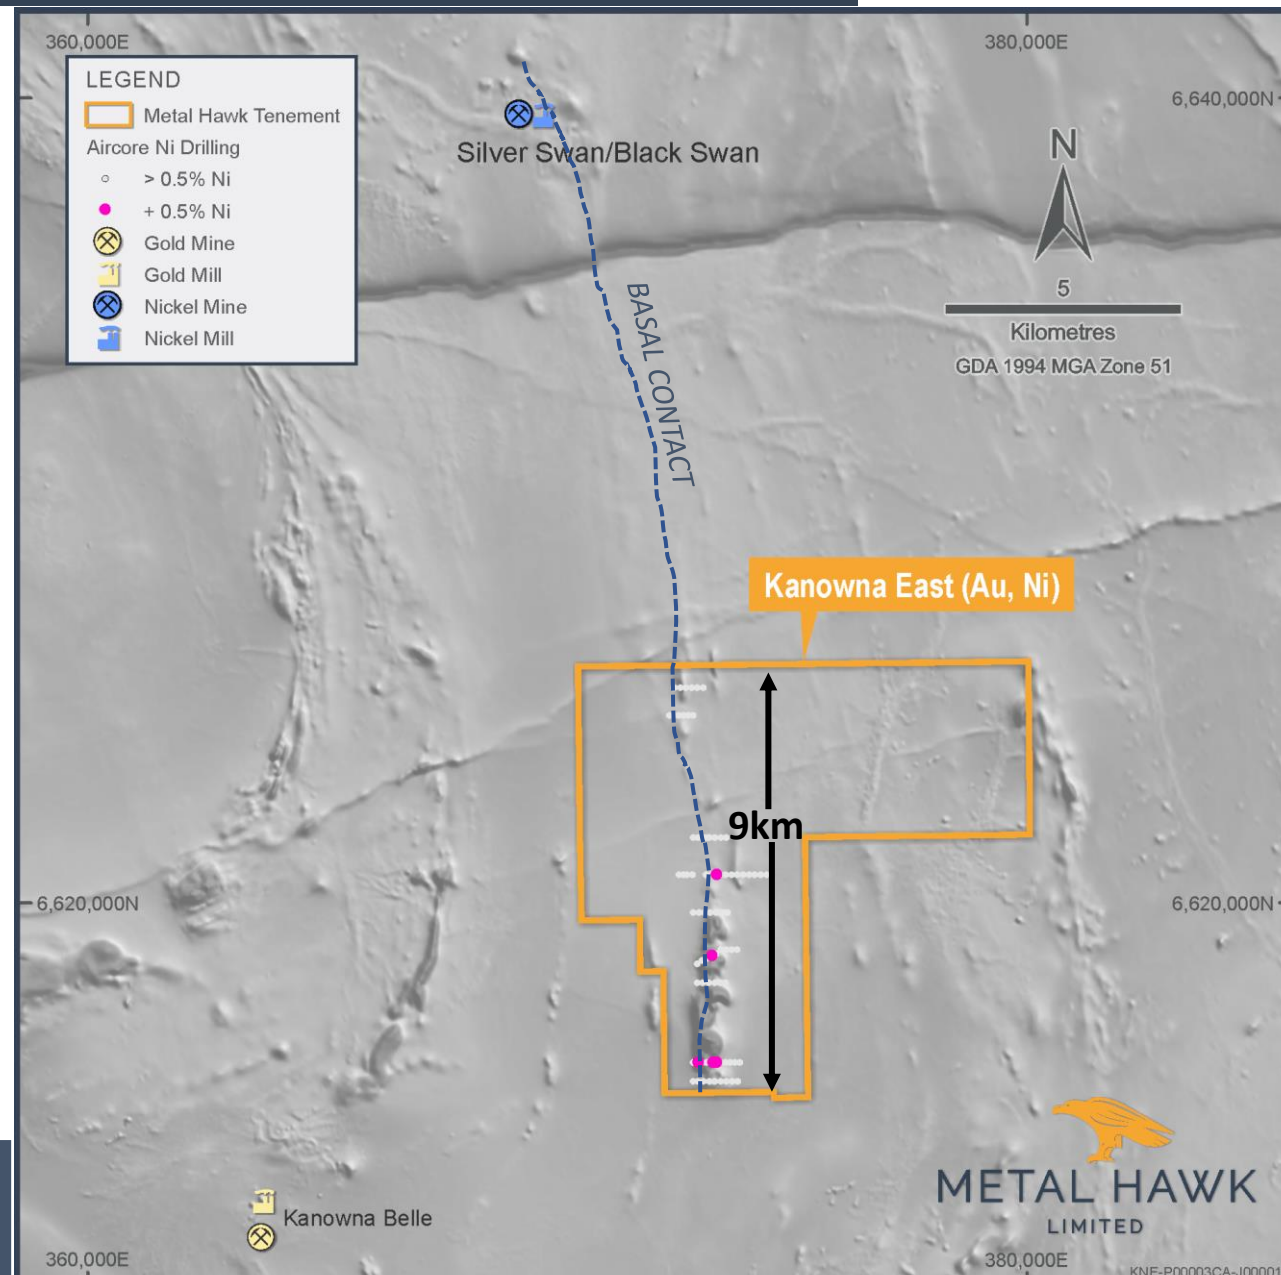 360,000E
380,000E
LEGEND
Metal Hawk Tenement
Aircore Ni Drilling
> 0.5% Ni
+ 0.5% Ni
Gold Mine
Gold Mill
Nickel Mine
Nickel Mill
6,640,000N
Silver Swan/Black Swan
N
5
Kilometres
GDA 1994 MGA Zone 51
BASAL CONTACT
Kanowna East (Au, Ni)
9km
6,620,000N
6,620,000N
METAL HAWK
LIMITED
Kanowna Belle
360,000E
380,000E
KNE-P00003CA-J00001